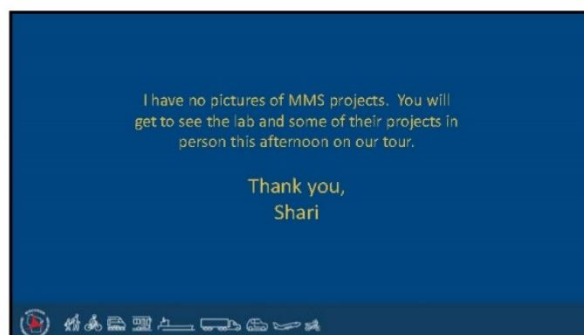 I have no pictures of MMS projects. You will
get to see the lab and some of their projects in
person this afternoon on our tour.
Thank you,
Shari